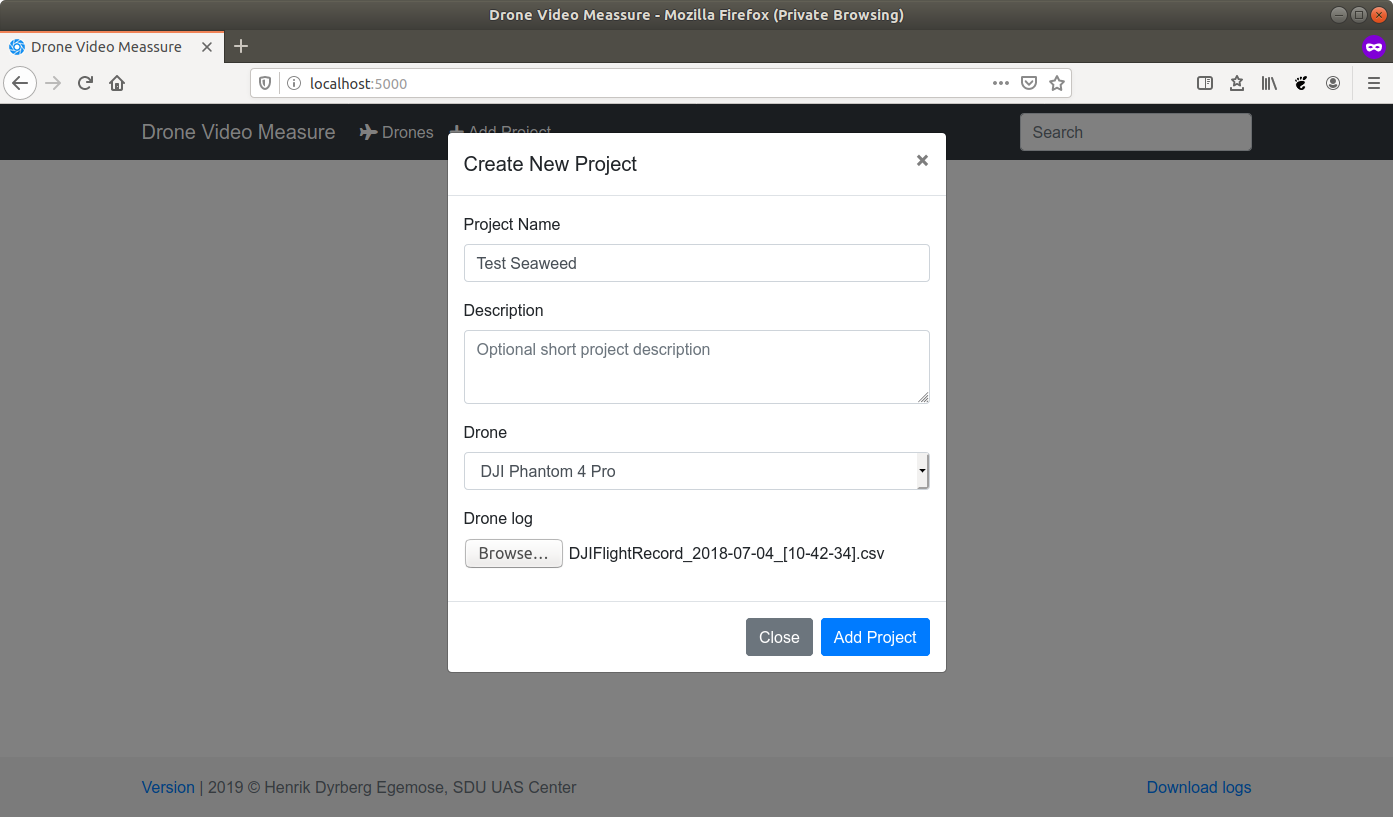 Drone Video Meassure - Mozilla Firefox (Private Browsing)
Drone Video Meassure
localhost:5000
Drone Video Measure Drones Add Project Search
Create New Project ×
Project Name
Test Seaweed
Description
Optional short project description
Drone
DJI Phantom 4 Pro
Drone log
Browse... DJIFlightRecord_2018-07-04_[10-42-34].csv
Close Add Project
Version | 2019 © Henrik Dyrberg Egemose, SDU UAS Center Download logs